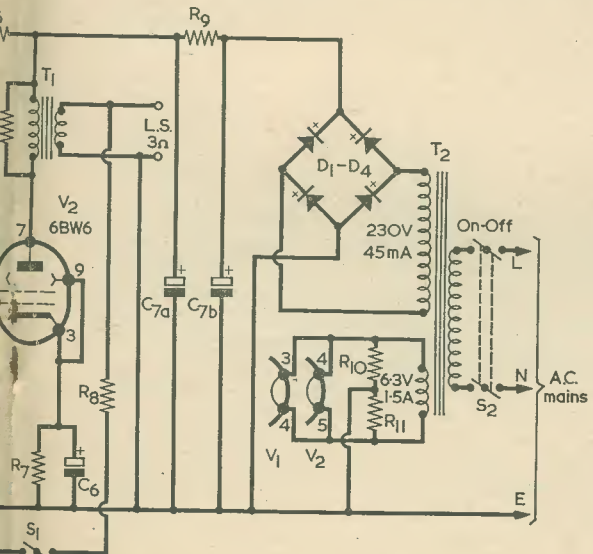 R9
T1
L.S.
3Ω
D1-D4
T2
V2
6BW6
7
9
3
230V
45mA
On-Off
L
C7a
+
C7b
+
R8
3
4
R10
6·3V
1·5A
R11
4
5
V1
V2
N
S2
A.C.
mains
R7
+
C6
E
S1